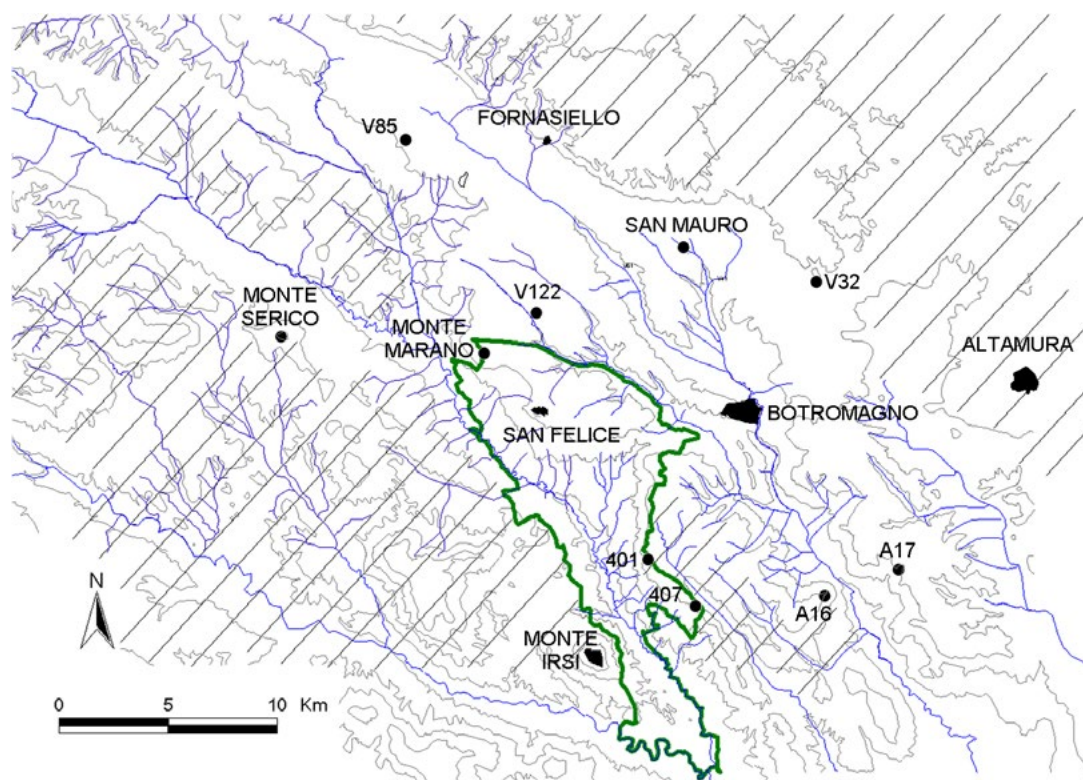 FORNASIELLO
V85
SAN MAURO
V32
V122
MONTE
SERICO
MONTE
MARANO
ALTAMURA
BOTROMAGNO
SAN FELICE
401
A17
407
A16
N
MONTE
IRSI
0 5 10 Km